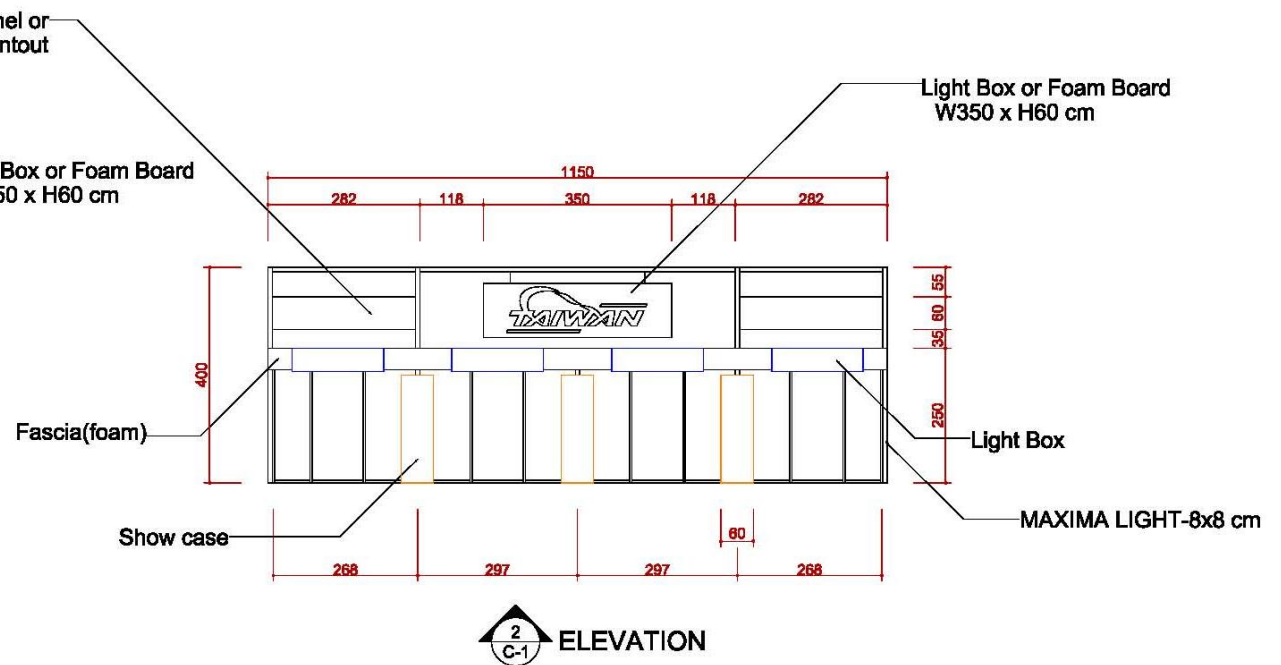 nel or
ntout
Light Box or Foam Board
W350 x H60 cm
Box or Foam Board
50 x H60 cm
1150
282
118
350
118
282
TAIWAN
55
60
35
250
400
Fascia(foam)
Light Box
Show case
MAXIMA LIGHT-8x8 cm
60
268
297
297
268
2
C-1
ELEVATION